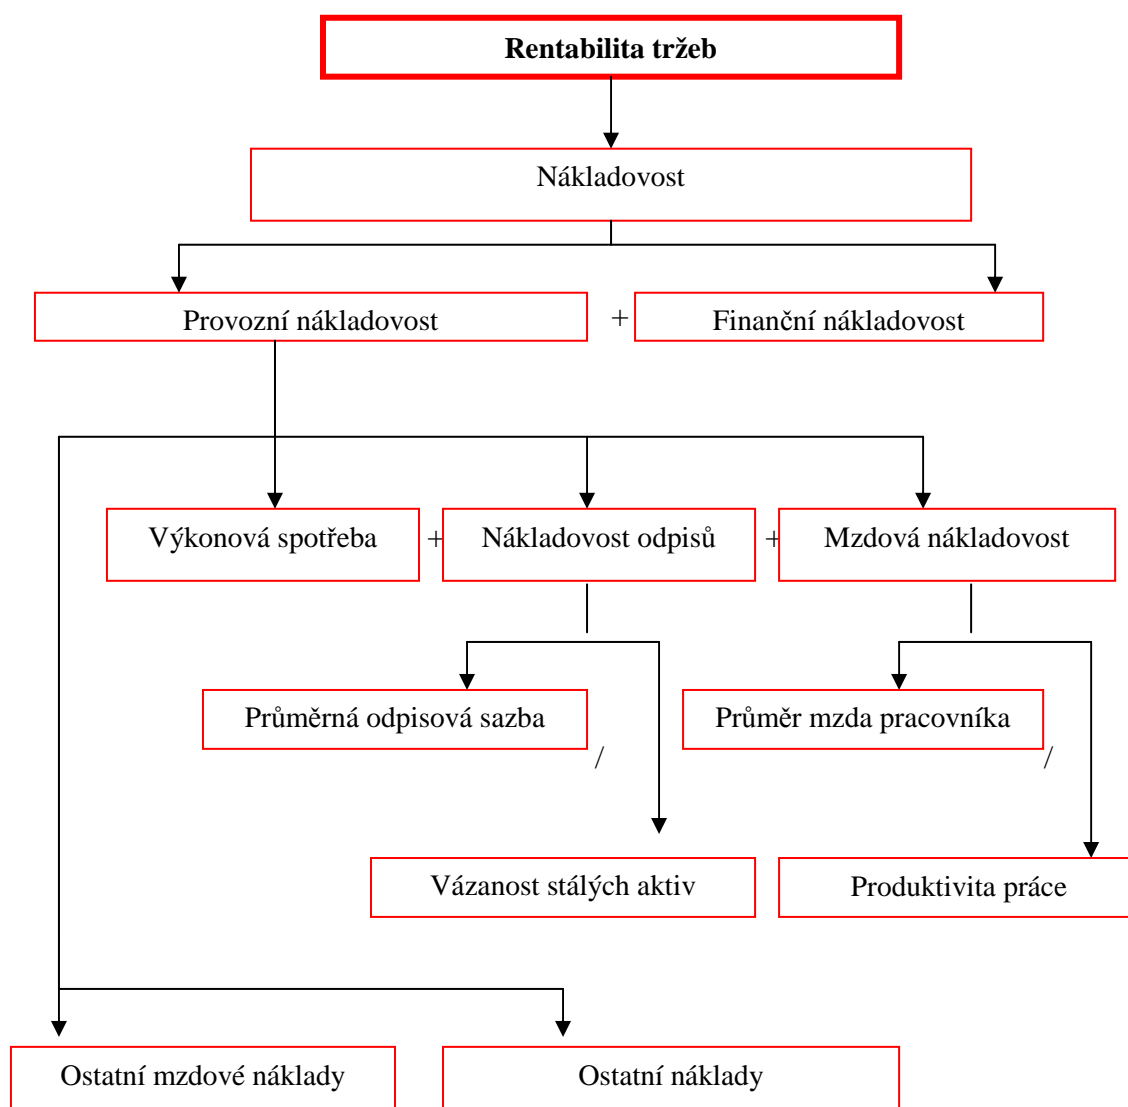 Rentabilita tržeb
Nákladovost
Provozní nákladovost + Finanční nákladovost
Výkonová spotřeba + Nákladovost odpisů + Mzdová nákladovost
Průměrná odpisová sazba / Průměr mzda pracovníka /
Vázanost stálých aktiv Produktivita práce
Ostatní mzdové náklady Ostatní náklady